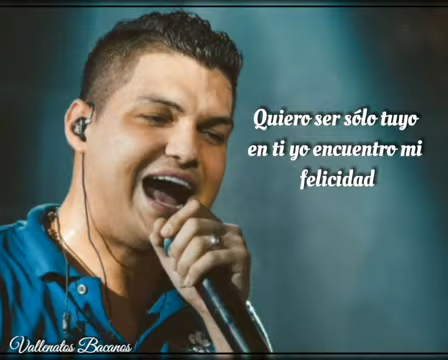 Quiero ser sólo tuyo
en ti yo encuentro mi
felicidad
Vallenatos Bacanos